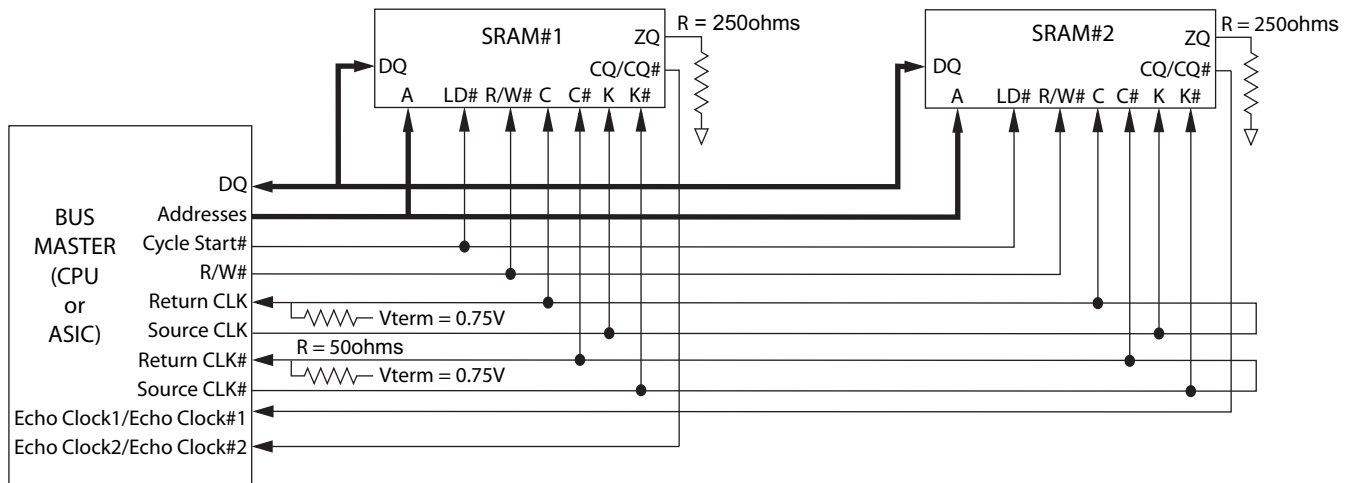 SRAM#1
ZQ
R = 250ohms
CQ/CQ#
DQ
A LD# R/W# C C# K K#
SRAM#2
ZQ
R = 250ohms
CQ/CQ#
DQ
A LD# R/W# C C# K K#
BUS
MASTER
(CPU
or
ASIC)
DQ
Addresses
Cycle Start#
R/W#
Return CLK
Vterm = 0.75V
Source CLK
R = 50ohms
Return CLK#
Vterm = 0.75V
Source CLK#
Echo Clock1/Echo Clock#1
Echo Clock2/Echo Clock#2